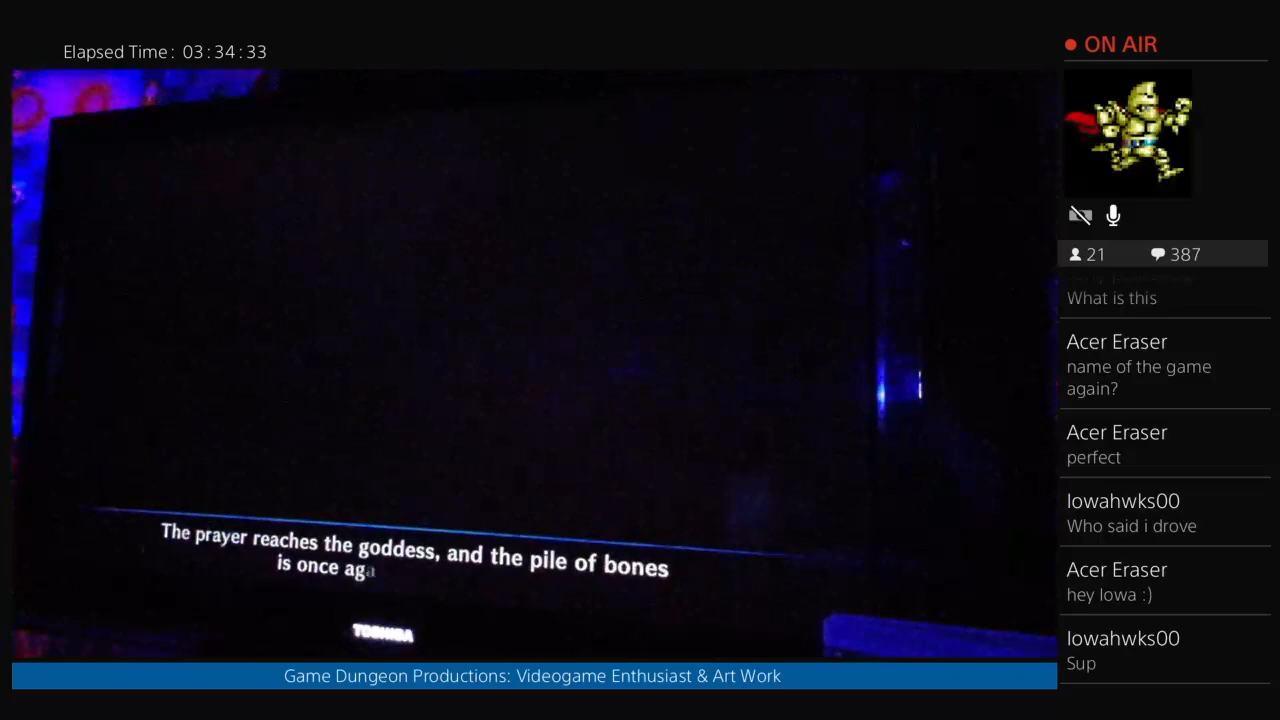 Elapsed Time: 03:34:33
ON AIR
21 387
What is this
Acer Eraser
name of the game
again?
Acer Eraser
perfect
Iowahwks00
Who said i drove
Acer Eraser
hey Iowa :)
Iowahwks00
Sup
The prayer reaches the goddess, and the pile of bones
is once aga
TOSHIBA
Game Dungeon Productions: Videogame Enthusiast & Art Work